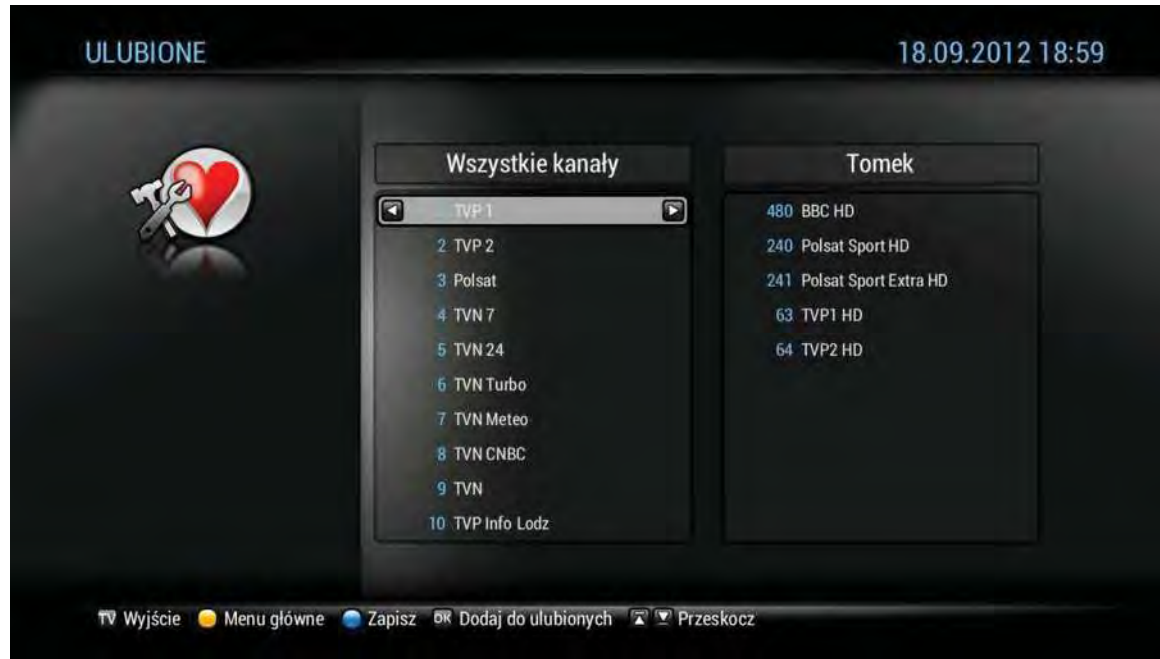 ULUBIONE
18.09.2012 18:59
Wszystkie kanały
TVP 1
2 TVP 2
3 Polsat
4 TVN 7
5 TVN 24
6 TVN Turbo
7 TVN Meteo
8 TVN CNBC
9 TVN
10 TVP Info Lodz
Tomek
480 BBC HD
240 Polsat Sport HD
241 Polsat Sport Extra HD
63 TVP1 HD
64 TVP2 HD
TV Wyjście Menu główne Zapisz OK Dodaj do ulubionych Przeskocz